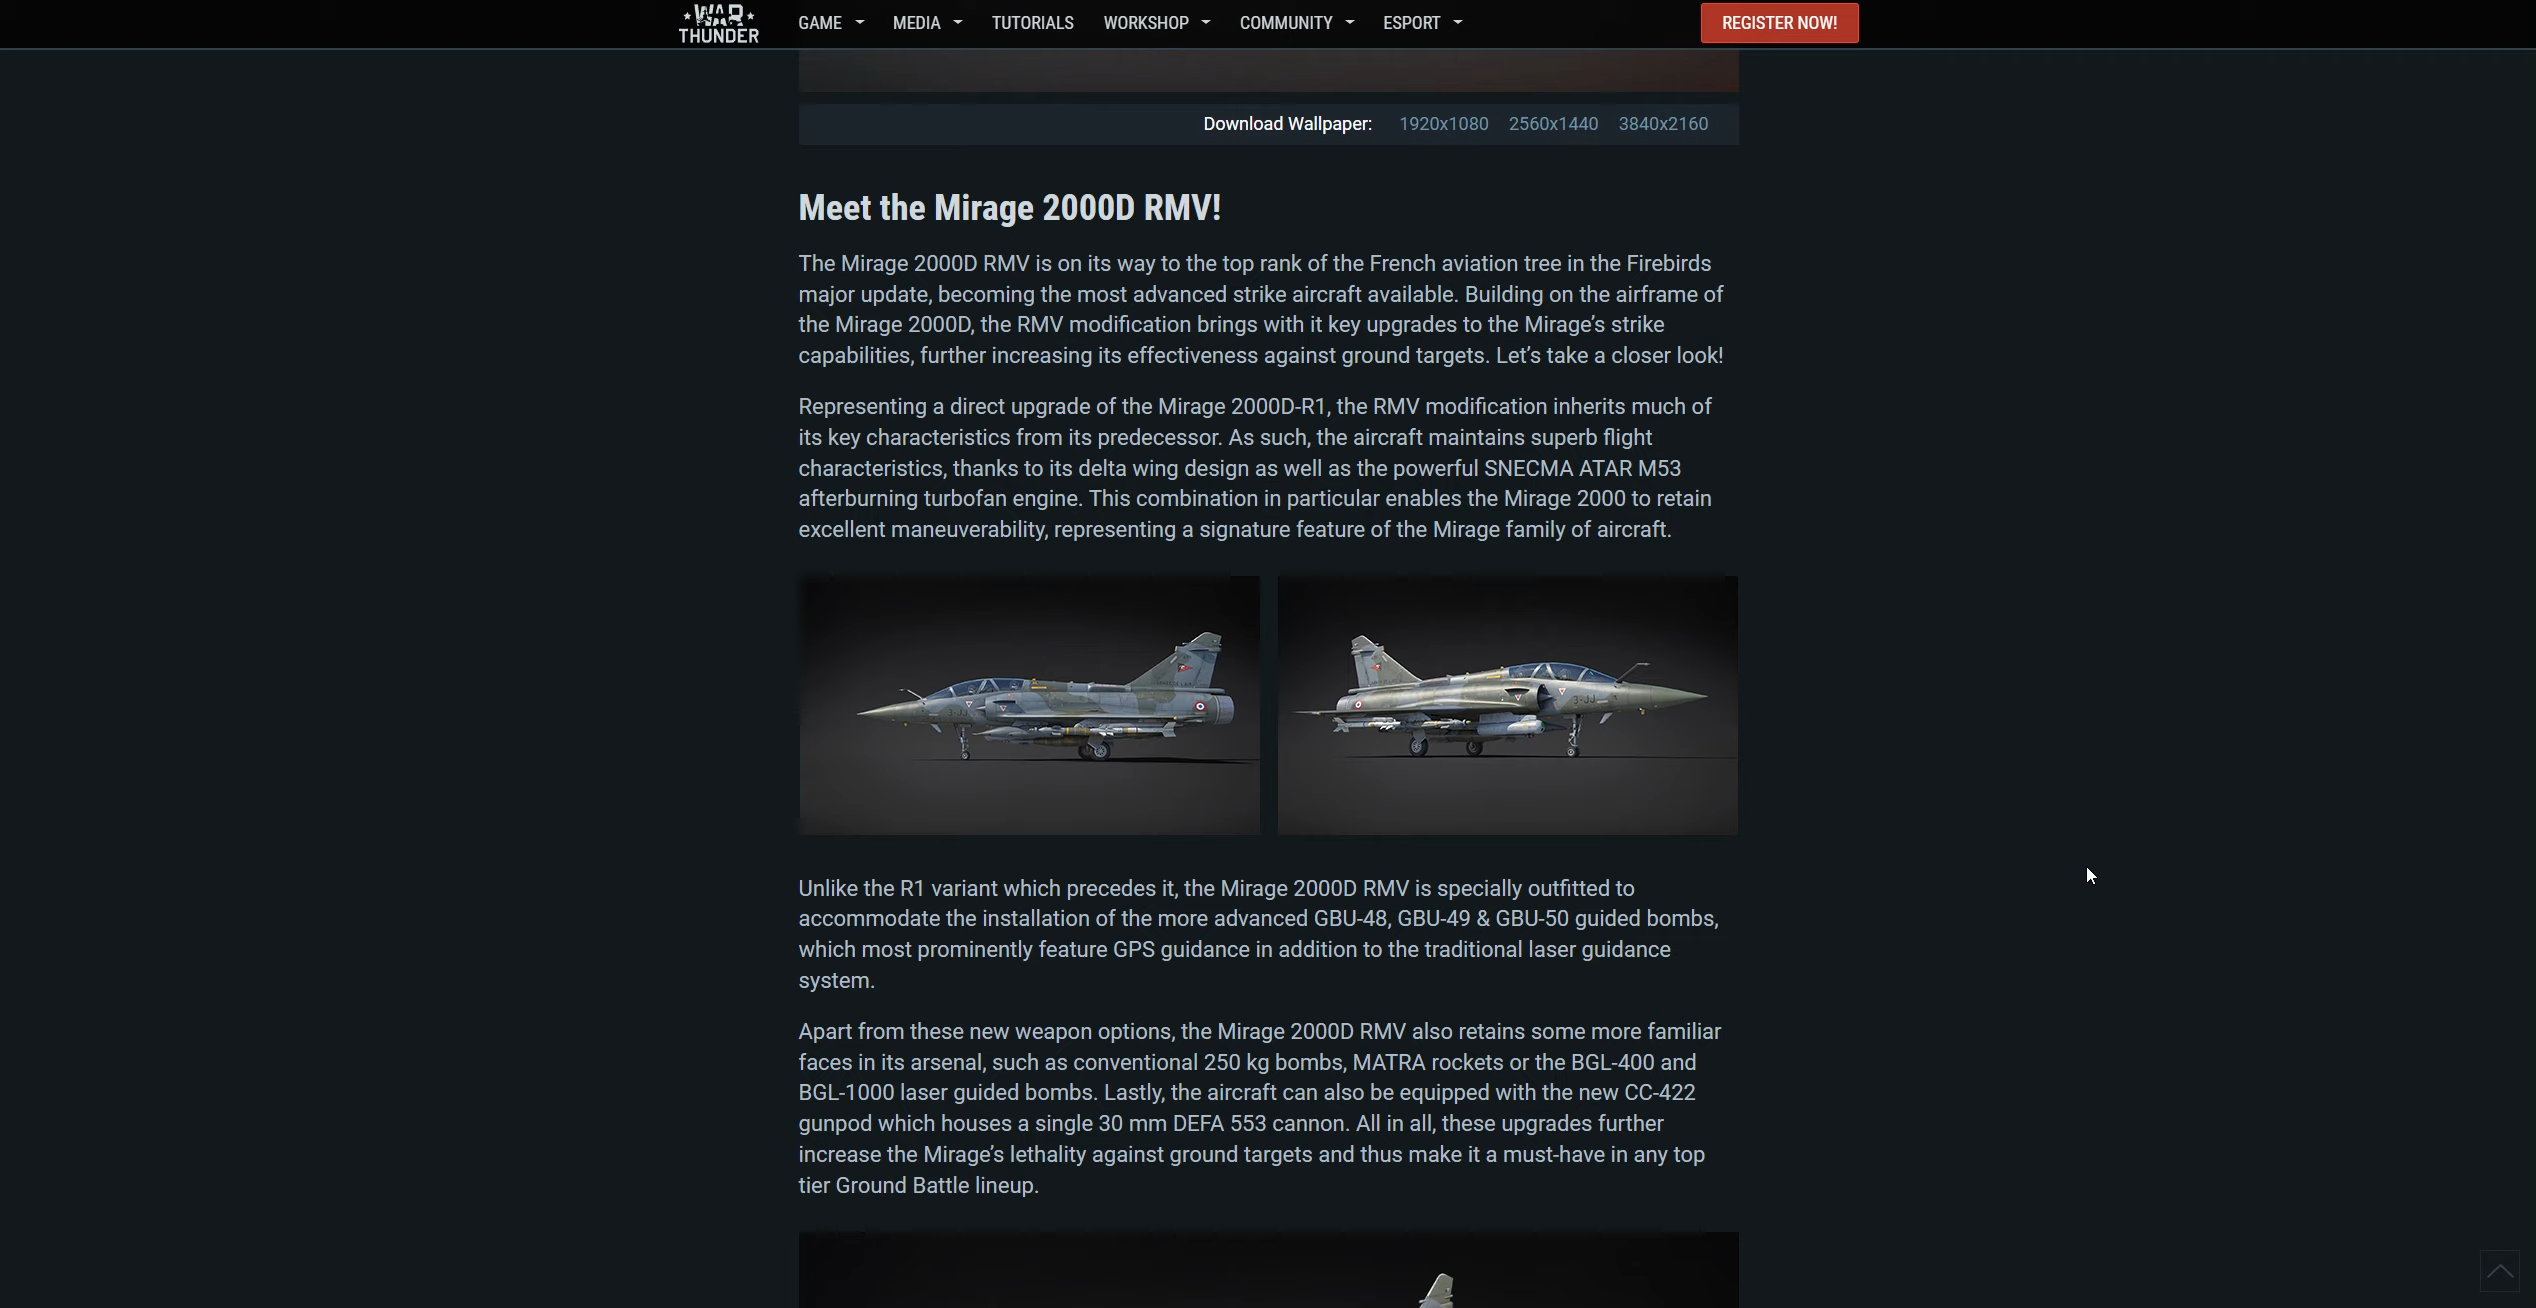 WAR
THUNDER
GAME
MEDIA
TUTORIALS
WORKSHOP
COMMUNITY
ESPORT
REGISTER NOW!
Download Wallpaper: 1920x1080 2560x1440 3840x2160
Meet the Mirage 2000D RMV!
The Mirage 2000D RMV is on its way to the top rank of the French aviation tree in the Firebirds
major update, becoming the most advanced strike aircraft available. Building on the airframe of
the Mirage 2000D, the RMV modification brings with it key upgrades to the Mirage’s strike
capabilities, further increasing its effectiveness against ground targets. Let’s take a closer look!
Representing a direct upgrade of the Mirage 2000D-R1, the RMV modification inherits much of
its key characteristics from its predecessor. As such, the aircraft maintains superb flight
characteristics, thanks to its delta wing design as well as the powerful SNECMA ATAR M53
afterburning turbofan engine. This combination in particular enables the Mirage 2000 to retain
excellent maneuverability, representing a signature feature of the Mirage family of aircraft.
3-JJ
3-JJ
Unlike the R1 variant which precedes it, the Mirage 2000D RMV is specially outfitted to
accommodate the installation of the more advanced GBU-48, GBU-49 & GBU-50 guided bombs,
which most prominently feature GPS guidance in addition to the traditional laser guidance
system.
Apart from these new weapon options, the Mirage 2000D RMV also retains some more familiar
faces in its arsenal, such as conventional 250 kg bombs, MATRA rockets or the BGL-400 and
BGL-1000 laser guided bombs. Lastly, the aircraft can also be equipped with the new CC-422
gunpod which houses a single 30 mm DEFA 553 cannon. All in all, these upgrades further
increase the Mirage’s lethality against ground targets and thus make it a must-have in any top
tier Ground Battle lineup.